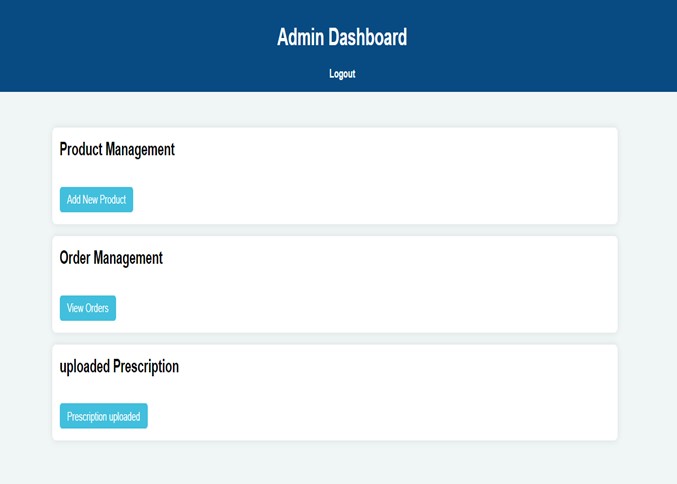 Admin Dashboard
Logout
Product Management
Add New Product
Order Management
View Orders
uploaded Prescription
Prescription uploaded